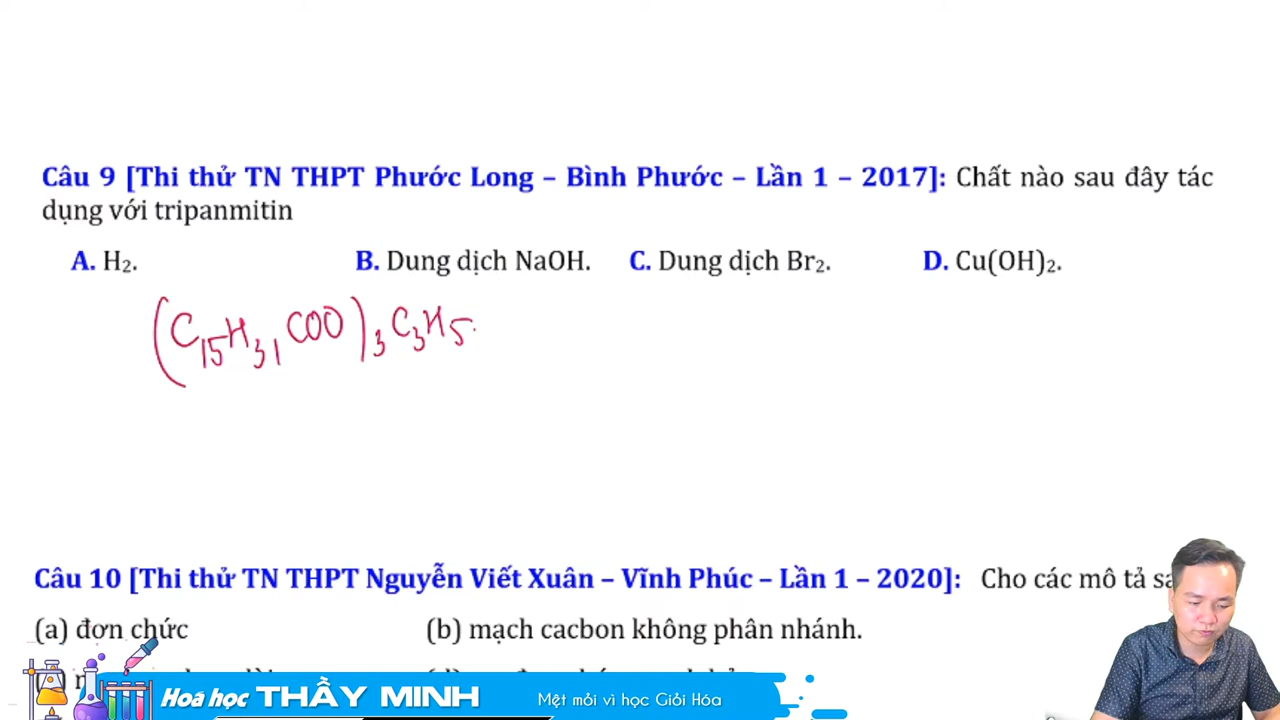 Câu 9 [Thi thử TN THPT Phước Long – Bình Phước – Lần 1 – 2017]: Chất nào sau đây tác
dụng với tripanmitin
A. H₂. B. Dung dịch NaOH. C. Dung dịch Br₂. D. Cu(OH)₂.
(C₁₅H₃₁COO)₃C₃H₅
Câu 10 [Thi thử TN THPT Nguyễn Viết Xuân – Vĩnh Phúc – Lần 1 – 2020]: Cho các mô tả
(a) đơn chức (b) mạch cacbon không phân nhánh.
Hoá học THẦY MINH Mệt mỏi vì học Giỏi Hóa